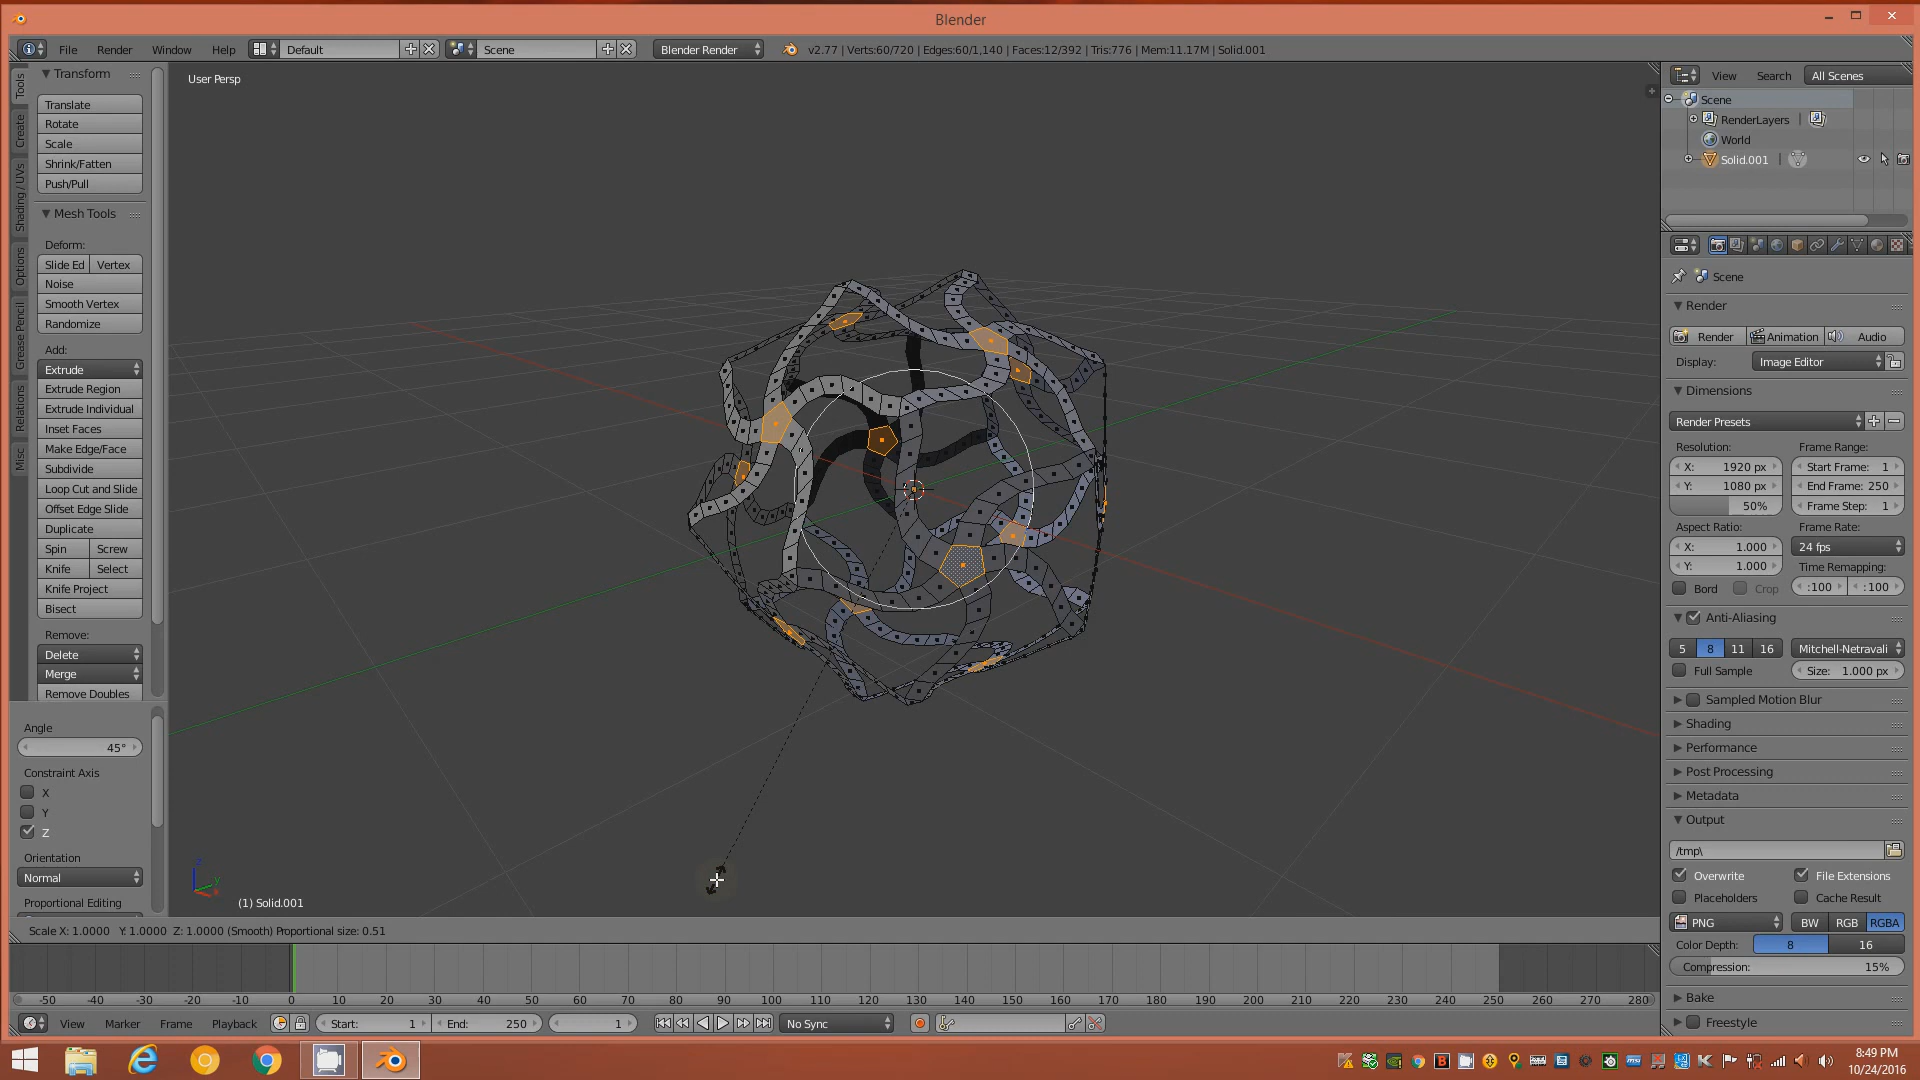 Blender
File Render Window Help Default Scene Blender Render v2.77 | Verts:60/720 | Edges:60/1,140 | Faces:12/392 | Tris:776 | Mem:11.17M | Solid.001
User Persp
Tools
Create
Shading / UVs
Options
Grease Pencil
Relations
Misc
Transform
Translate
Rotate
Scale
Shrink/Fatten
Push/Pull
Mesh Tools
Deform:
Slide Ed Vertex
Noise
Smooth Vertex
Randomize
Add:
Extrude
Extrude Region
Extrude Individual
Inset Faces
Make Edge/Face
Subdivide
Loop Cut and Slide
Offset Edge Slide
Duplicate
Spin Screw
Knife Select
Knife Project
Bisect
Remove:
Delete
Merge
Remove Doubles
Angle
45°
Constraint Axis
X
Y
Z
Orientation
Normal
Proportional Editing
(1) Solid.001
Scale X: 1.0000 Y: 1.0000 Z: 1.0000 (Smooth) Proportional size: 0.51
View Search All Scenes
Scene
RenderLayers
World
Solid.001
Scene
Render
Render Animation Audio
Display: Image Editor
Dimensions
Render Presets
Resolution: Frame Range:
X: 1920 px Start Frame: 1
Y: 1080 px End Frame: 250
50% Frame Step: 1
Aspect Ratio: Frame Rate:
X: 1.000 24 fps
Y: 1.000 Time Remapping:
Bord Crop :100 :100
Anti-Aliasing
5 8 11 16 Mitchell-Netravali
Full Sample Size: 1.000 px
Sampled Motion Blur
Shading
Performance
Post Processing
Metadata
Output
/tmp\
Overwrite File Extensions
Placeholders Cache Result
PNG BW RGB RGBA
Color Depth: 8 16
Compression: 15%
Bake
Freestyle
-50 -40 -30 -20 -10 0 10 20 30 40 50 60 70 80 90 100 110 120 130 140 150 160 170 180 190 200 210 220 230 240 250 260 270 280
View Marker Frame Playback Start: 1 End: 250 1 No Sync
8:49 PM
10/24/2016